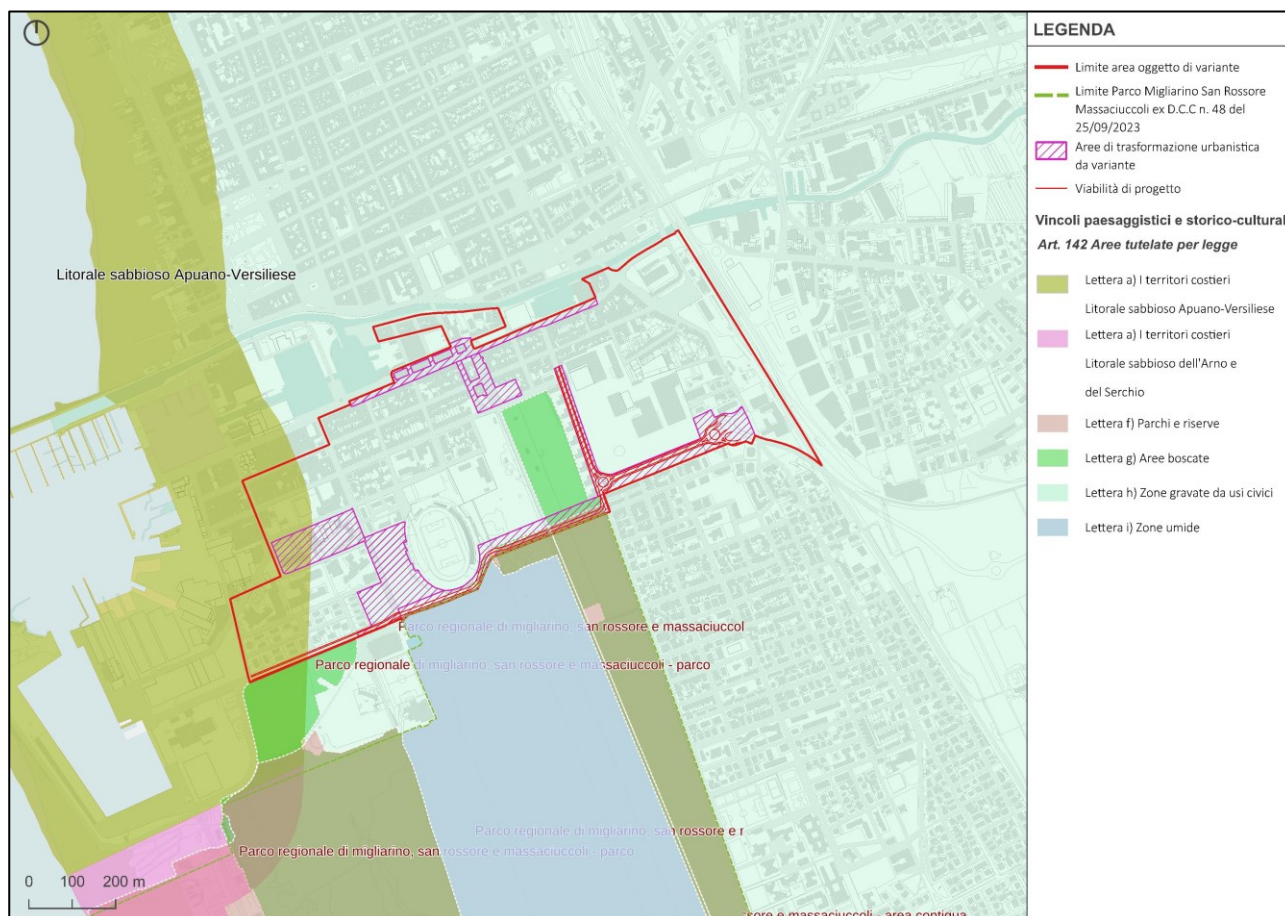 Litorale sabbioso Apuano-Versiliese
Parco regionale di migliarino, san rossore e massaciuccol
Parco regionale di migliarino, san rossore e massaciuccoli - parco
Parco regionale di migliarino, san rossore e r
Parco regionale di migliarino, san rossore e massaciuccoli - parco
sore e massaciuccoli - area contigua
0 100 200 m
LEGENDA
Limite area oggetto di variante
Limite Parco Migliarino San Rossore
Massaciuccoli ex D.C.C n. 48 del
25/09/2023
Aree di trasformazione urbanistica
da variante
Viabilità di progetto
Vincoli paesaggistici e storico-cultural
Art. 142 Aree tutelate per legge
Lettera a) I territori costieri
Litorale sabbioso Apuano-Versiliese
Lettera a) I territori costieri
Litorale sabbioso dell'Arno e
del Serchio
Lettera f) Parchi e riserve
Lettera g) Aree boscate
Lettera h) Zone gravate da usi civici
Lettera i) Zone umide